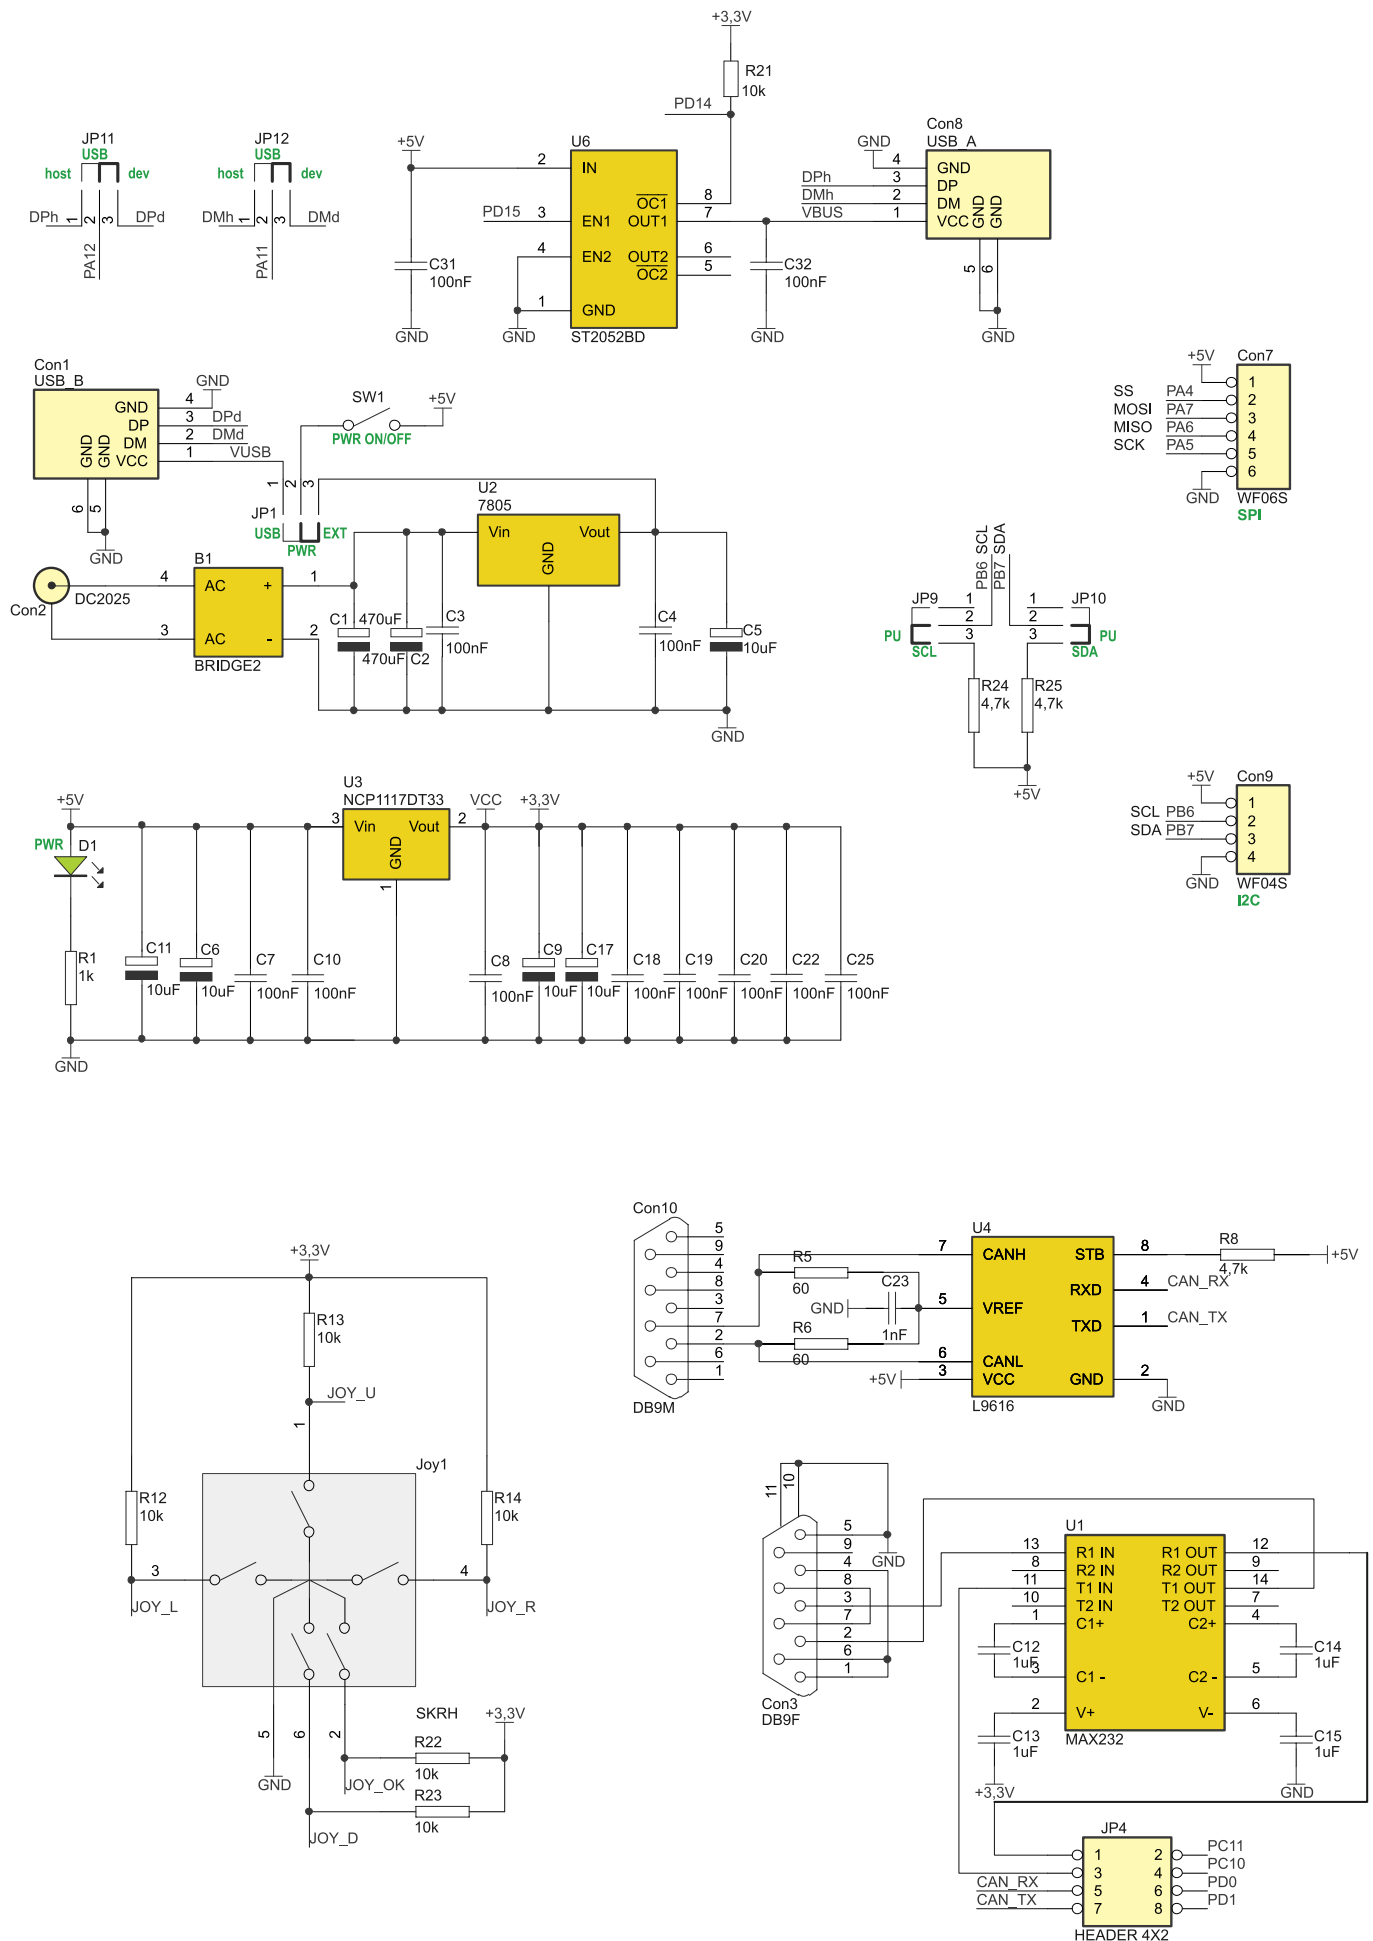 +3,3V
R21
10k
PD14
JP11
USB
host
dev
DPh
1
2
3
DPd
PA12
JP12
USB
host
dev
DMh
1
2
3
DMd
PA11
+5V
C31
100nF
GND
U6
2
IN
PD15
3
EN1
4
EN2
1
GND
GND
OC1
8
OUT1
7
OUT2
6
OC2
5
ST2052BD
C32
100nF
GND
Con8
USB_A
GND
4
GND
DPh
3
DP
DMh
2
DM
VBUS
1
VCC
GND
GND
5
6
GND
Con1
USB_B
GND
GND
4
DP
3
DPd
DM
2
DMd
VCC
1
VUSB
GND
GND
6
5
GND
SW1
+5V
PWR ON/OFF
1
2
3
JP1
USB
EXT
PWR
U2
7805
Vin
Vout
GND
Con2
DC2025
B1
4
AC
+
1
3
AC
-
2
BRIDGE2
C1
470uF
470uF
C2
C3
100nF
C4
100nF
C5
10uF
GND
+5V
Con7
1
SS
PA4
2
MOSI
PA7
3
MISO
PA6
4
SCK
PA5
5
6
GND
WF06S
SPI
PB6 SCL
PB7 SDA
JP9
1
2
3
PU
SCL
1
JP10
2
3
PU
SDA
R24
4,7k
R25
4,7k
+5V
+5V
Con9
1
SCL PB6
2
SDA PB7
3
4
GND
WF04S
I2C
+5V
PWR
D1
R1
1k
GND
C11
10uF
C6
10uF
C7
100nF
C10
100nF
U3
NCP1117DT33
3
Vin
Vout
2
GND
1
VCC
+3,3V
C8
100nF
C9
10uF
C17
10uF
C18
100nF
C19
100nF
C20
100nF
C22
100nF
C25
100nF
+3,3V
R13
10k
JOY_U
1
Joy1
R12
10k
R14
10k
3
4
JOY_L
JOY_R
5
6
2
SKRH
+3,3V
R22
10k
GND
JOY_OK
R23
10k
JOY_D
Con10
5
9
4
8
3
7
2
6
1
DB9M
R5
60
C23
GND
1nF
R6
60
+5V
U4
7
CANH
5
VREF
6
CANL
3
VCC
STB
8
RXD
4
CAN_RX
TXD
1
CAN_TX
GND
2
GND
L9616
R8
4,7k
+5V
11
10
5
9
4
8
3
7
2
6
1
GND
Con3
DB9F
U1
13
R1 IN
R1 OUT
12
8
R2 IN
R2 OUT
9
11
T1 IN
T1 OUT
14
10
T2 IN
T2 OUT
7
1
C1+
C2+
4
C12
1uF
3
C1 -
C2 -
5
C14
1uF
2
V+
V-
6
C13
1uF
+3,3V
MAX232
C15
1uF
GND
JP4
1
2
PC11
3
4
PC10
CAN_RX
5
6
PD0
CAN_TX
7
8
PD1
HEADER 4X2